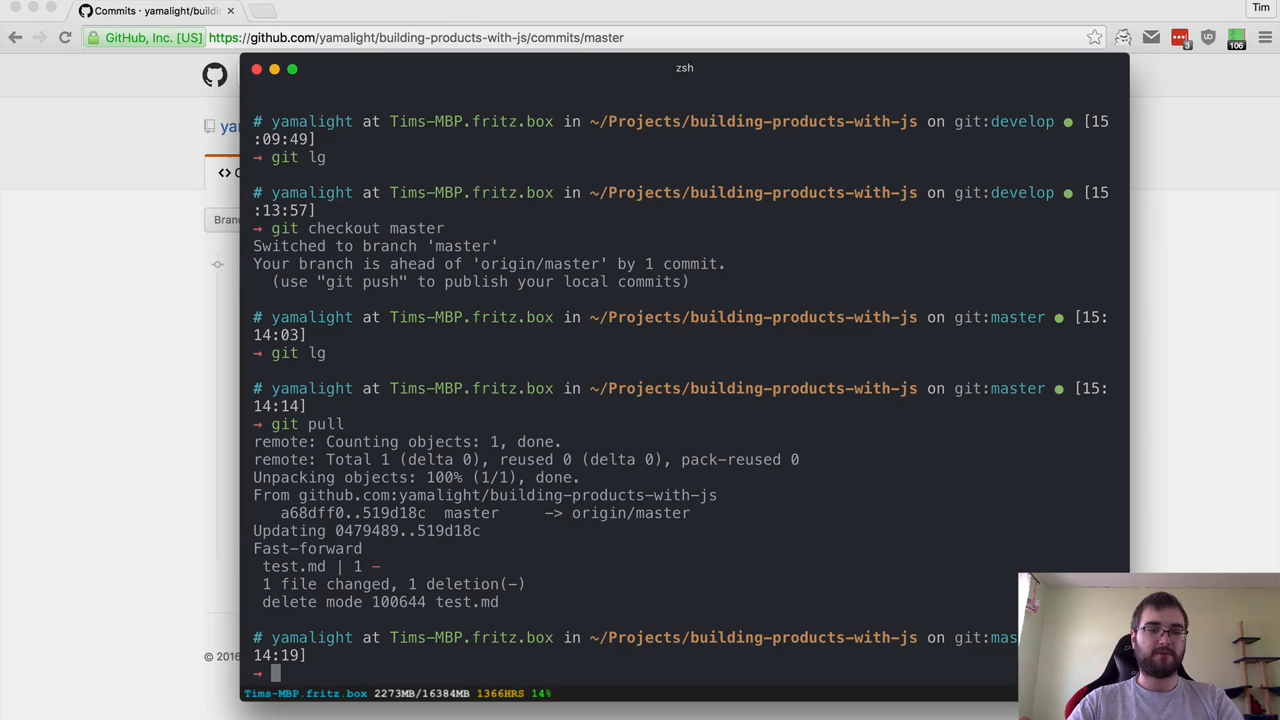 Commits · yamalight/buildi
Tim
GitHub, Inc. [US] https://github.com/yamalight/building-products-with-js/commits/master
3
106
zsh
ya
C
Bran
© 2016
# yamalight at Tims-MBP.fritz.box in ~/Projects/building-products-with-js on git:develop ● [15
:09:49]
→ git lg
# yamalight at Tims-MBP.fritz.box in ~/Projects/building-products-with-js on git:develop ● [15
:13:57]
→ git checkout master
Switched to branch 'master'
Your branch is ahead of 'origin/master' by 1 commit.
(use "git push" to publish your local commits)
# yamalight at Tims-MBP.fritz.box in ~/Projects/building-products-with-js on git:master ● [15:
14:03]
→ git lg
# yamalight at Tims-MBP.fritz.box in ~/Projects/building-products-with-js on git:master ● [15:
14:14]
→ git pull
remote: Counting objects: 1, done.
remote: Total 1 (delta 0), reused 0 (delta 0), pack-reused 0
Unpacking objects: 100% (1/1), done.
From github.com:yamalight/building-products-with-js
a68dff0..519d18c master -> origin/master
Updating 0479489..519d18c
Fast-forward
test.md | 1 -
1 file changed, 1 deletion(-)
delete mode 100644 test.md
# yamalight at Tims-MBP.fritz.box in ~/Projects/building-products-with-js on git:mas
14:19]
→
Tims-MBP.fritz.box 2273MB/16384MB 1366HRS 14%